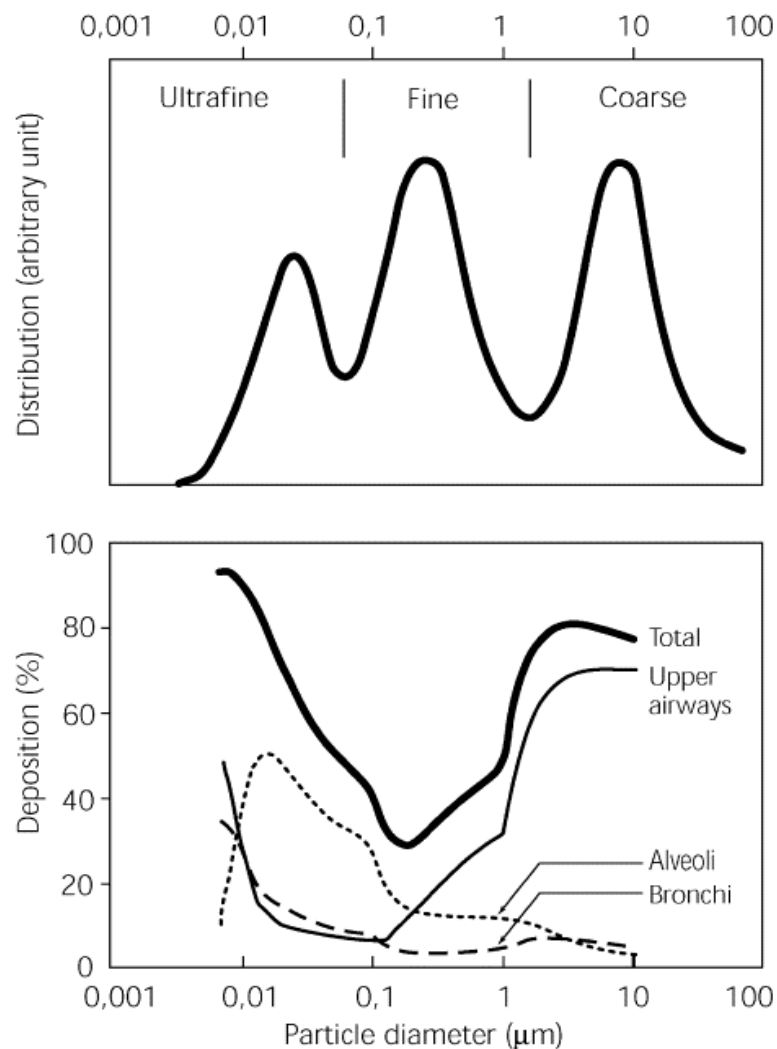 0,001 0,01 0,1 1 10 100
Ultrafine Fine Coarse
Distribution (arbitrary unit)
100
80
60
40
20
0
Deposition (%)
Total
Upper
airways
Alveoli
Bronchi
0,001 0,01 0,1 1 10 100
Particle diameter (μm)